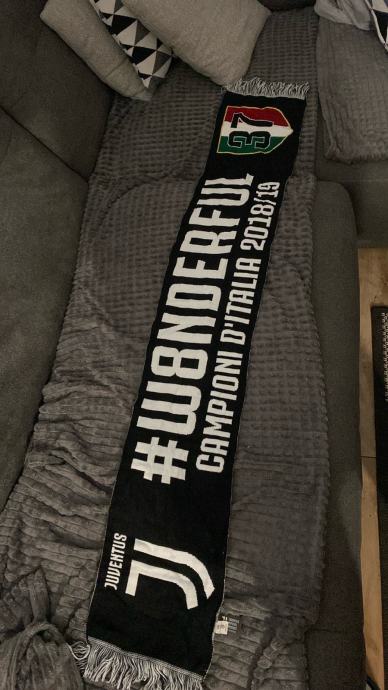 JUVENTUS
#W8NDERFUL
CAMPIONI D'ITALIA 2018/19
37